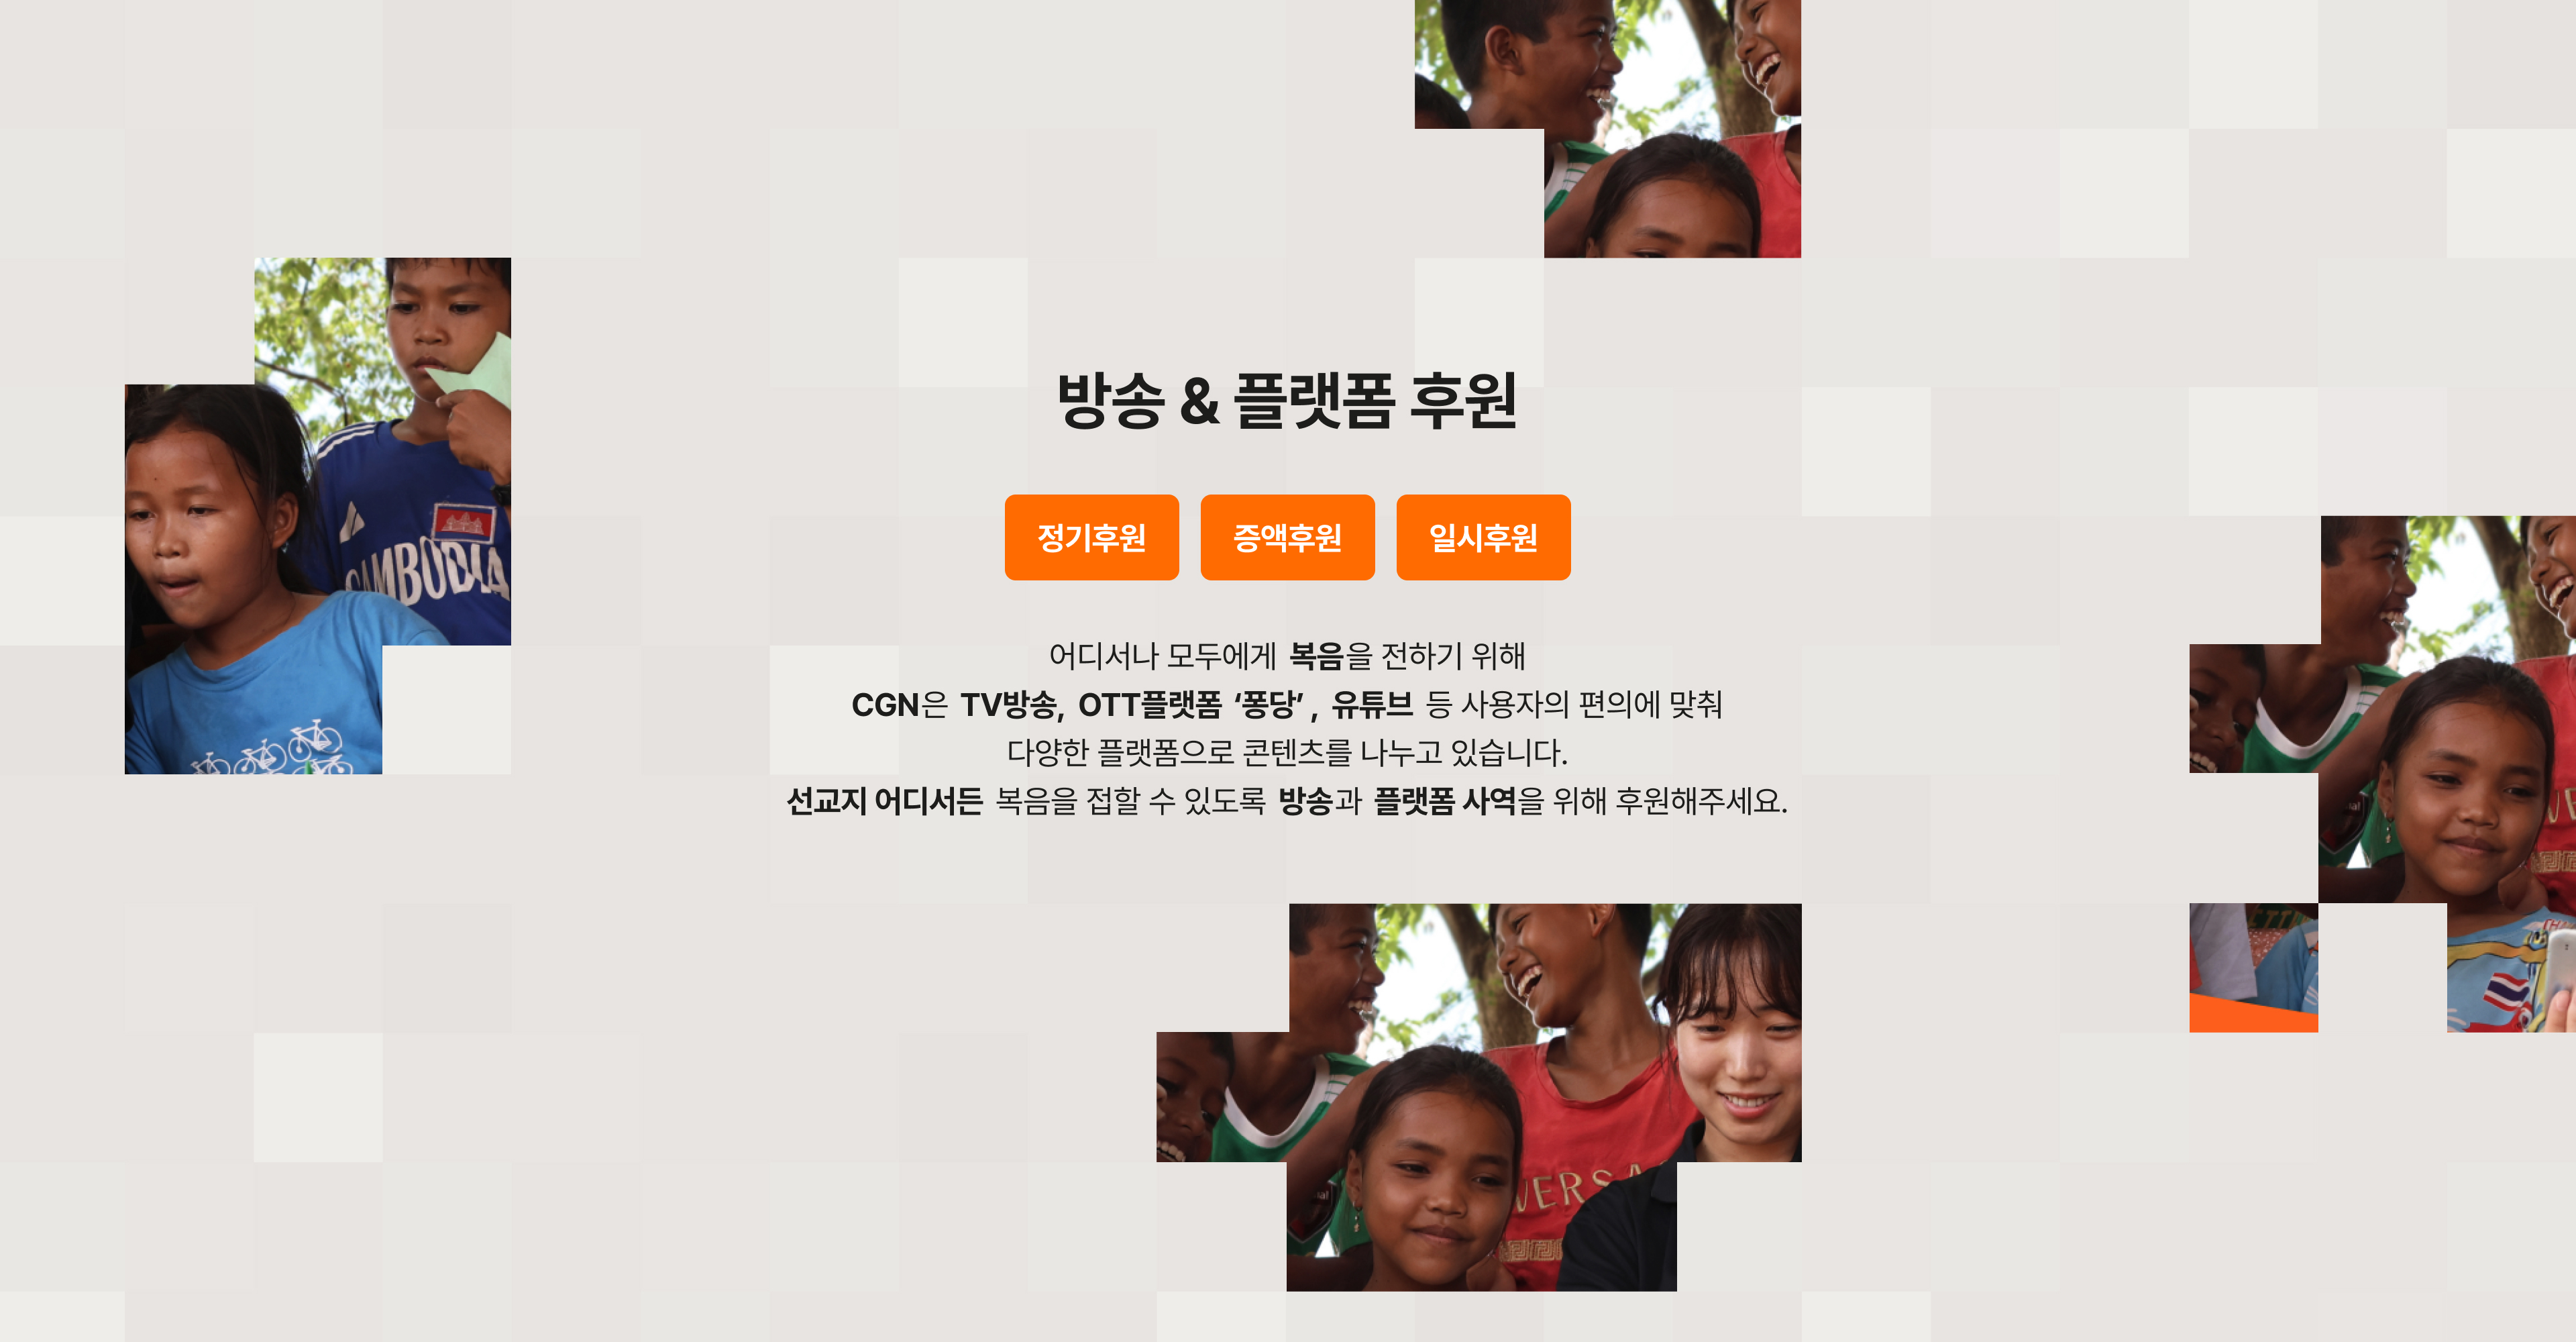 방송 & 플랫폼 후원
정기후원
증액후원
일시후원
어디서나 모두에게 복음을 전하기 위해
CGN은 TV방송, OTT플랫폼 ‘퐁당’ , 유튜브 등 사용자의 편의에 맞춰
다양한 플랫폼으로 콘텐츠를 나누고 있습니다.
선교지 어디서든 복음을 접할 수 있도록 방송과 플랫폼 사역을 위해 후원해주세요.
CAMBODIA
VERSA